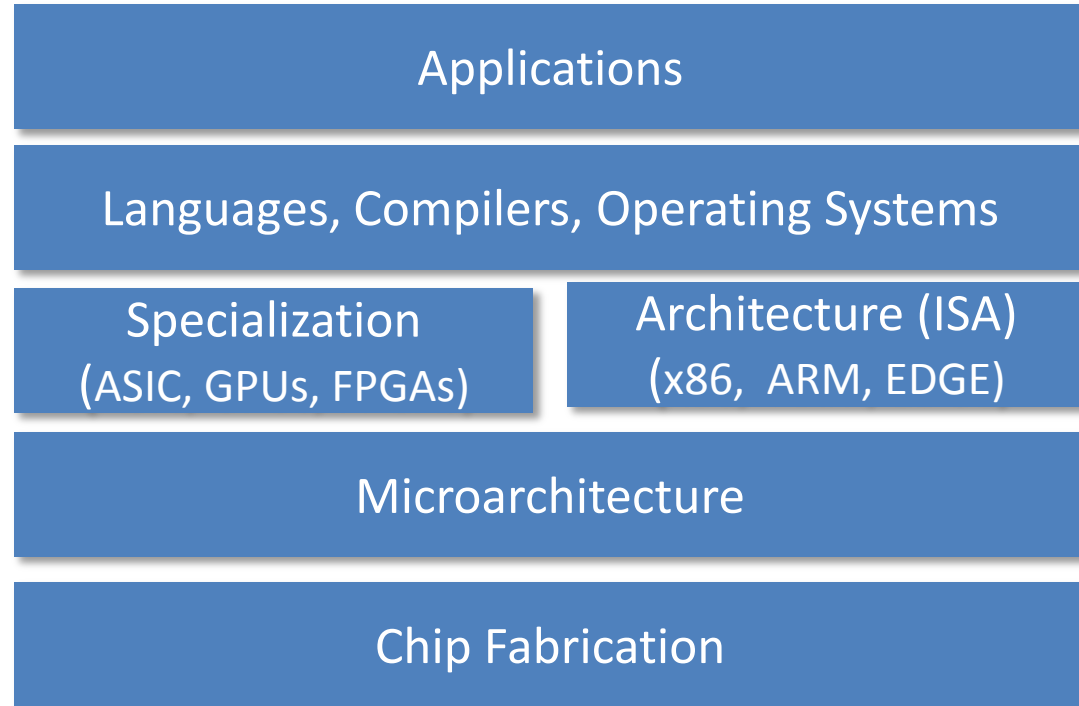 Applications
Languages, Compilers, Operating Systems
Specialization
(ASIC, GPUs, FPGAs)
Architecture (ISA)
(x86, ARM, EDGE)
Microarchitecture
Chip Fabrication